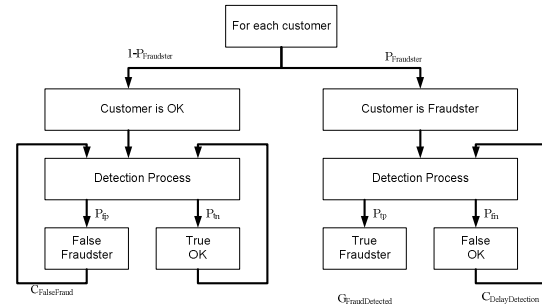 For each customer
1-PFraudster
PFraudster
Customer is OK
Customer is Fraudster
Detection Process
Detection Process
Pfp
Ptn
Ptp
Pfn
False
Fraudster
True
OK
True
Fraudster
False
OK
CFalseFraud
GFraudDetected
CDelayDetection